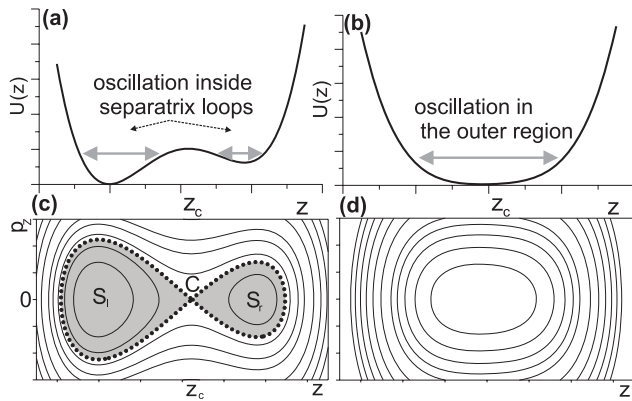 (a)
U(z)
oscillation inside
separatrix loops
z_c
z
(b)
U(z)
oscillation in
the outer region
z_c
z
(c)
p_z
0
S_l
C
S_r
z_c
z
(d)
z